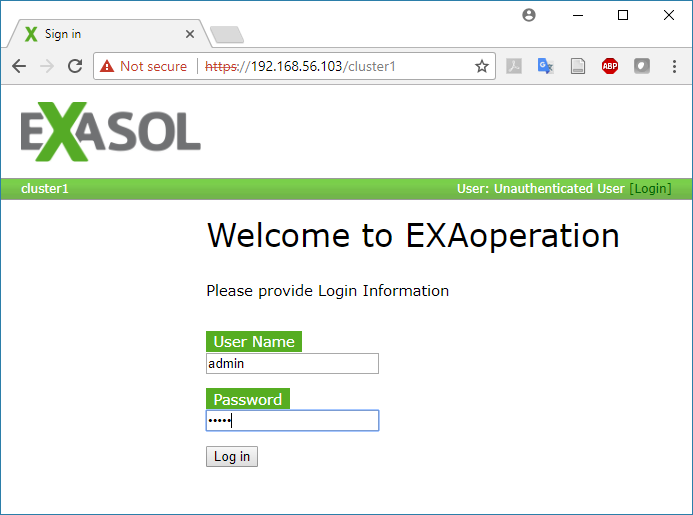 Sign in
Not secure | https://192.168.56.103/cluster1
ABP
EXASOL
cluster1
User: Unauthenticated User [Login]
Welcome to EXAoperation
Please provide Login Information
User Name
admin
Password
•••••
Log in